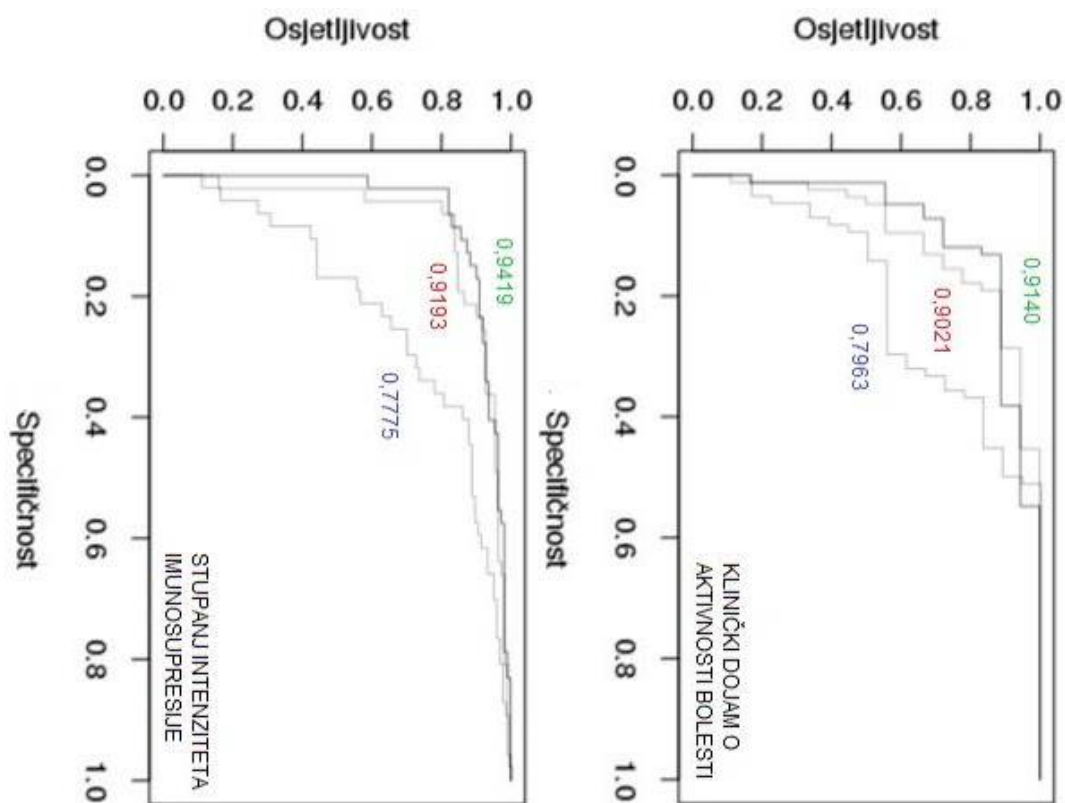 Osjetljivost
0.0 0.2 0.4 0.6 0.8 1.0
0.0 0.2 0.4 0.6 0.8 1.0
Specifičnost
0,9419
0,9193
0,7775
STUPANJ INTENZITETA
IMUNOSUPRESIJE
Osjetljivost
0.0 0.2 0.4 0.6 0.8 1.0
0.0 0.2 0.4 0.6 0.8 1.0
Specifičnost
0,9140
0,9021
0,7963
KLINIČKI DOJAM O
AKTIVNOSTI BOLESTI